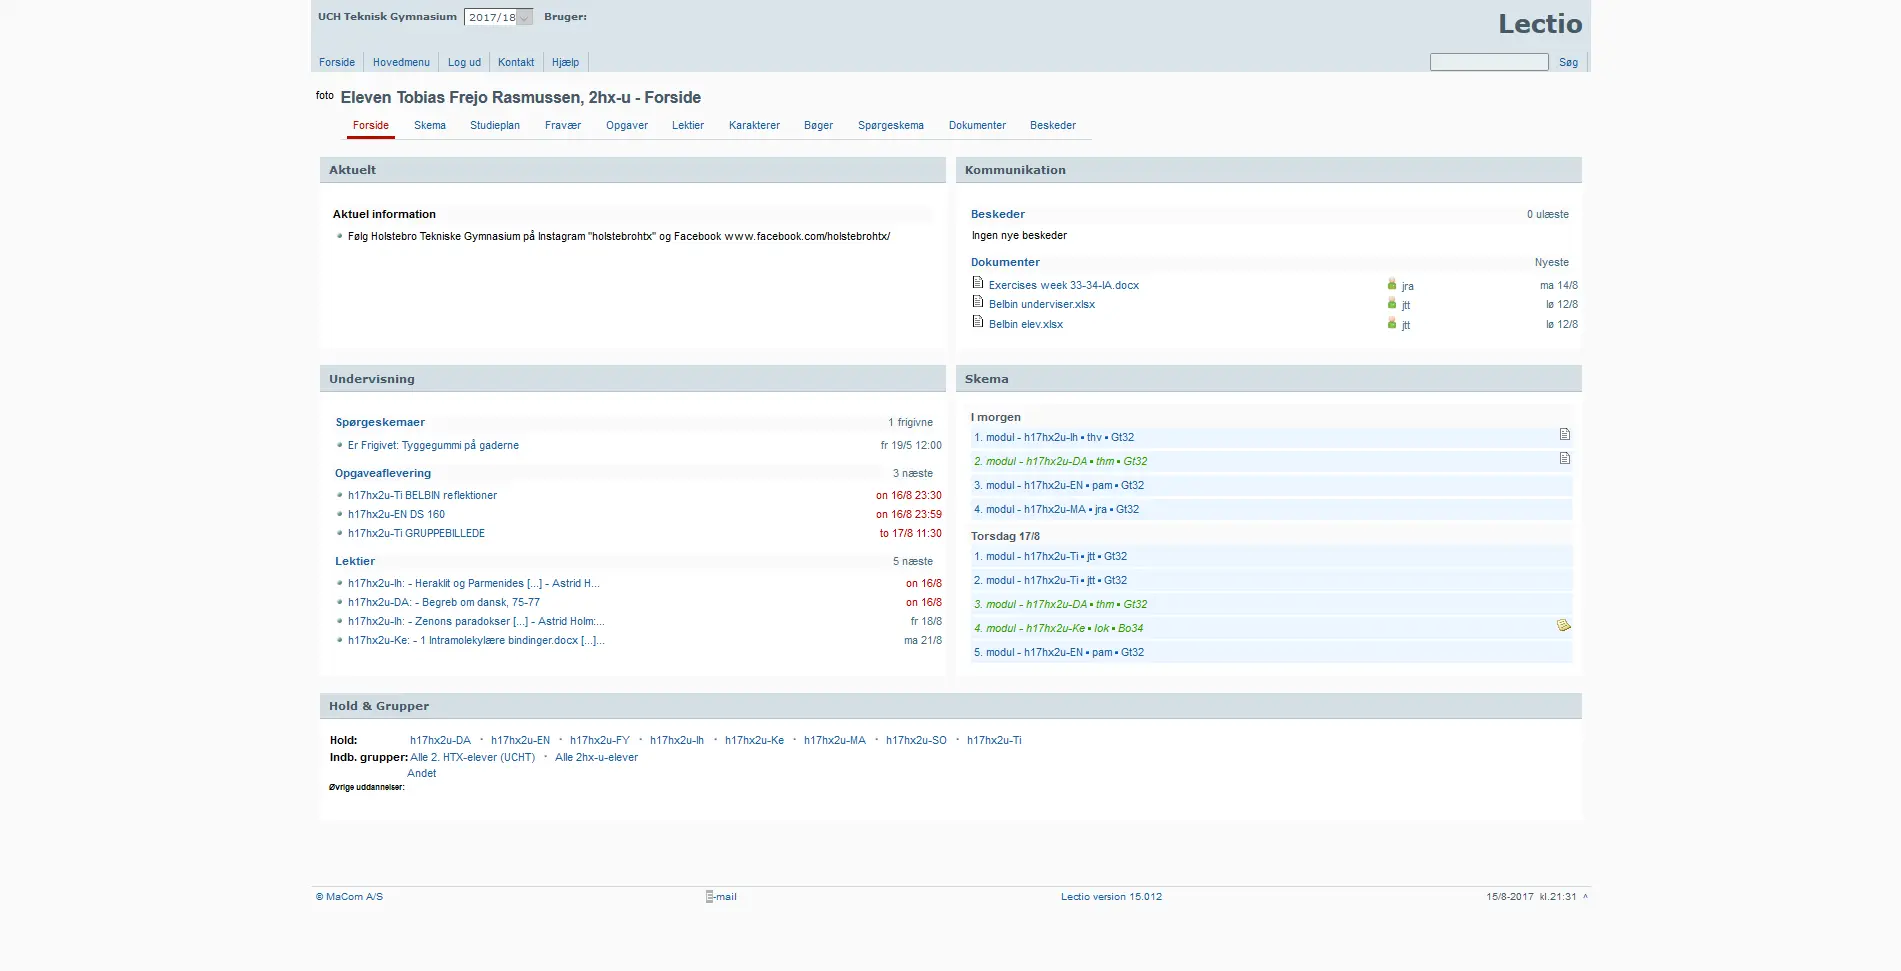 UCH Teknisk Gymnasium 2017/18 Bruger:
Lectio
Forside Hovedmenu Log ud Kontakt Hjælp Søg
foto Eleven Tobias Frejo Rasmussen, 2hx-u - Forside
Forside Skema Studieplan Fravær Opgaver Lektier Karakterer Bøger Spørgeskema Dokumenter Beskeder
Aktuelt
Aktuel information
Følg Holstebro Tekniske Gymnasium på Instagram "holstebrohtx" og Facebook www.facebook.com/holstebrohtx/
Kommunikation
Beskeder 0 ulæste
Ingen nye beskeder
Dokumenter Nyeste
Exercises week 33-34-IA.docx jra ma 14/8
Belbin underviser.xlsx jtt lø 12/8
Belbin elev.xlsx jtt lø 12/8
Undervisning
Spørgeskemaer 1 frigivne
Er Frigivet: Tyggegummi på gaderne fr 19/5 12:00
Opgaveaflevering 3 næste
h17hx2u-Ti BELBIN reflektioner on 16/8 23:30
h17hx2u-EN DS 160 on 16/8 23:59
h17hx2u-Ti GRUPPEBILLEDE to 17/8 11:30
Lektier 5 næste
h17hx2u-Ih: - Heraklit og Parmenides [...] - Astrid H... on 16/8
h17hx2u-DA: - Begreb om dansk, 75-77 on 16/8
h17hx2u-Ih: - Zenons paradokser [...] - Astrid Holm:... fr 18/8
h17hx2u-Ke: - 1 Intramolekylære bindinger.docx [...]... ma 21/8
Skema
I morgen
1. modul - h17hx2u-Ih ▪ thv ▪ Gt32
2. modul - h17hx2u-DA ▪ thm ▪ Gt32
3. modul - h17hx2u-EN ▪ pam ▪ Gt32
4. modul - h17hx2u-MA ▪ jra ▪ Gt32
Torsdag 17/8
1. modul - h17hx2u-Ti ▪ jtt ▪ Gt32
2. modul - h17hx2u-Ti ▪ jtt ▪ Gt32
3. modul - h17hx2u-DA ▪ thm ▪ Gt32
4. modul - h17hx2u-Ke ▪ lok ▪ Bo34
5. modul - h17hx2u-EN ▪ pam ▪ Gt32
Hold & Grupper
Hold: h17hx2u-DA · h17hx2u-EN · h17hx2u-FY · h17hx2u-Ih · h17hx2u-Ke · h17hx2u-MA · h17hx2u-SO · h17hx2u-Ti
Indb. grupper: Alle 2. HTX-elever (UCHT) · Alle 2hx-u-elever
Andet
Øvrige uddannelser:
© MaCom A/S E-mail Lectio version 15.012 15/8-2017 kl.21:31 ^